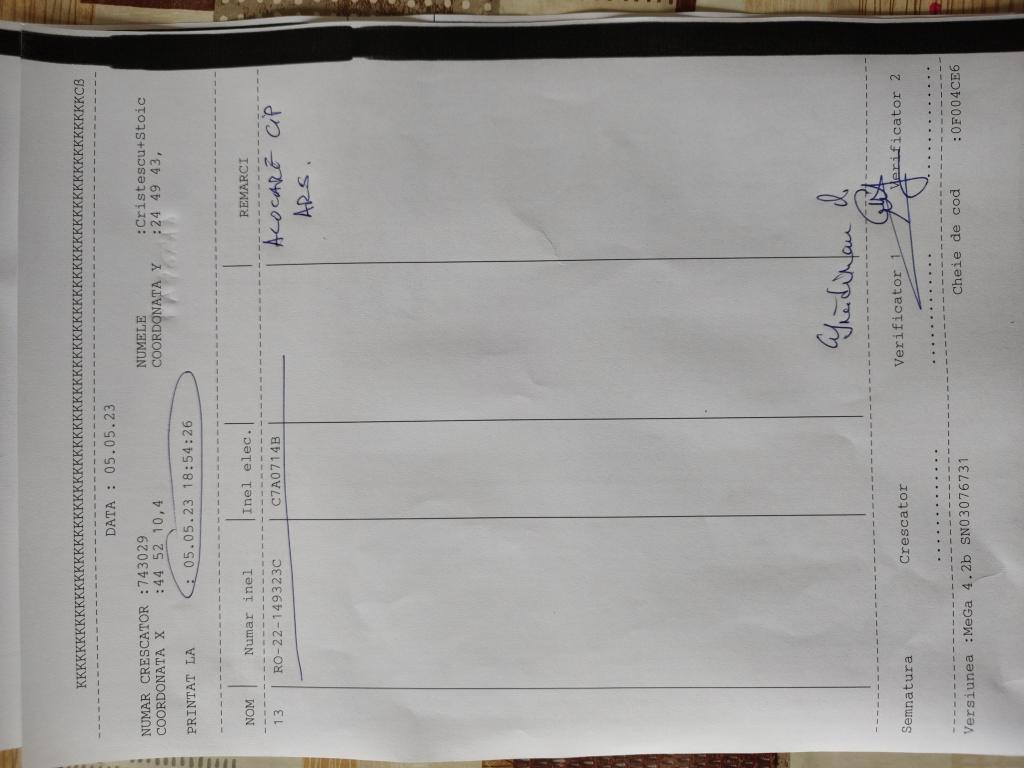 KKKKKKKKKKKKKKKKKKKKKKKKKKKKKKKKKKKKKKKKKKKKKKKKKKKKKKKKKKKKKKKKKKKKKKKKKKKKKKC8
DATA : 05.05.23
NUMAR CRESCATOR :743029 NUMELE :Cristescu+Stoic
COORDONATA X :44 52 10,4 COORDONATA Y :24 49 43,
PRINTAT LA : 05.05.23 18:54:26
NOM Numar inel Inel elec. REMARCI
13 RO-22-149323C C7A0714B ALOCARE CIP
ARS.
Semnatura Crescator Verificator 1 Verificator 2
Versiunea :MeGa 4.2b SN03076731 Cheie de cod :0F004CE6